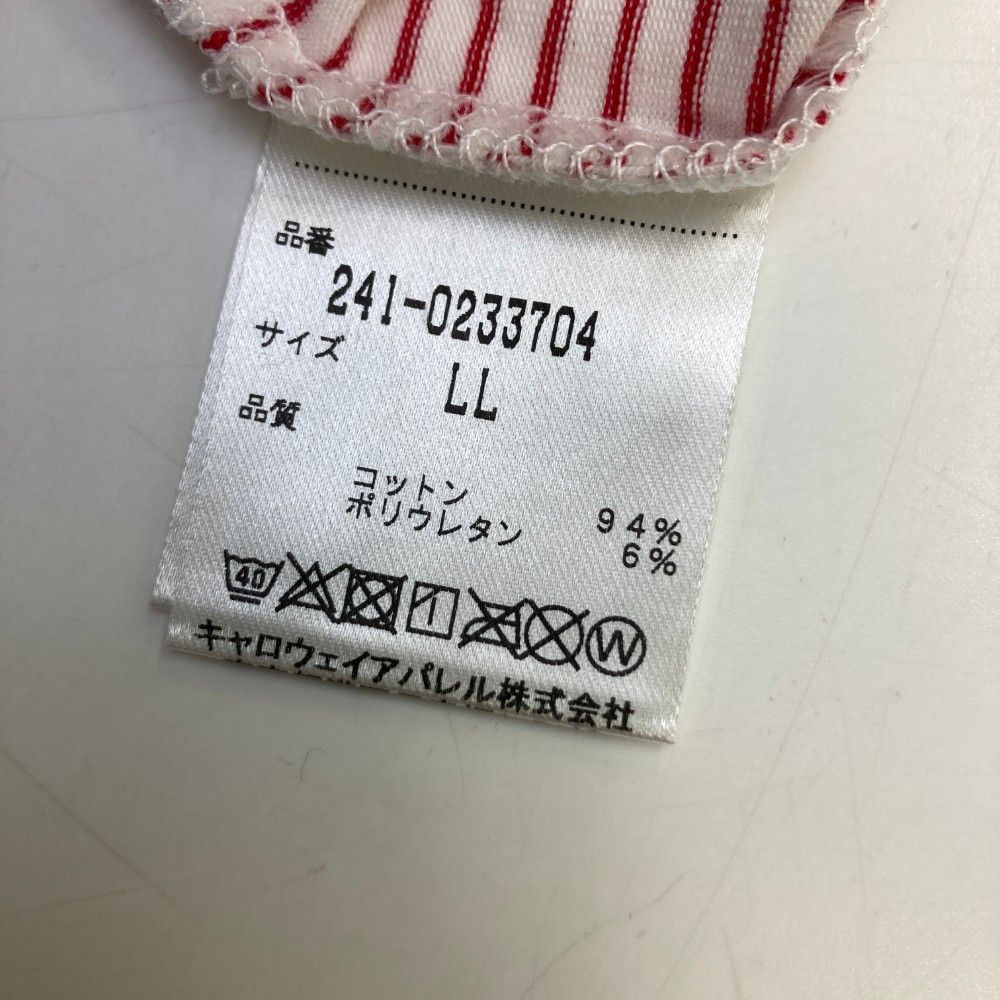 品番
241-0233704
サイズ
LL
品質
コットン 94%
ポリウレタン 6%
40 W
キャロウェイアパレル株式会社